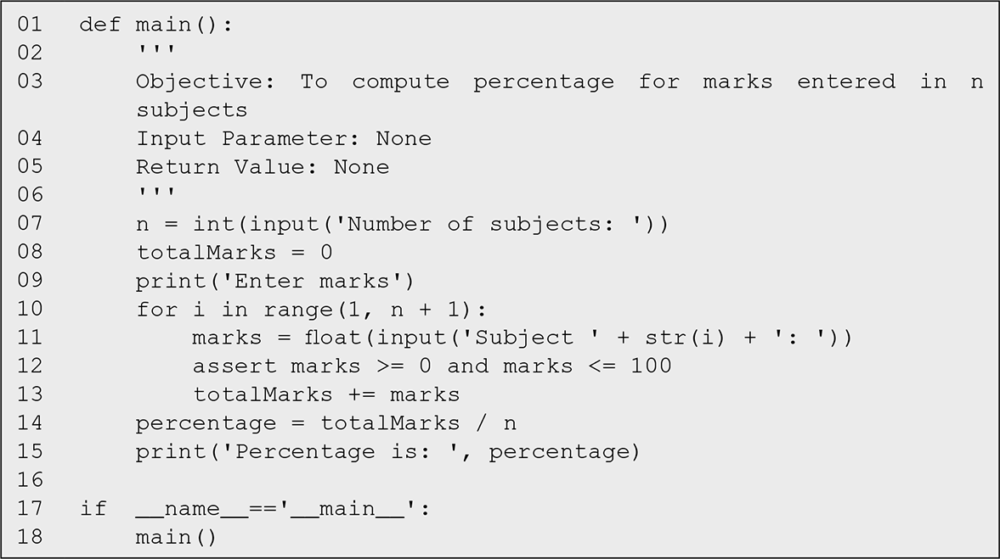 01 def main():
02 '''
03 Objective: To compute percentage for marks entered in n
subjects
04 Input Parameter: None
05 Return Value: None
06 '''
07 n = int(input('Number of subjects: '))
08 totalMarks = 0
09 print('Enter marks')
10 for i in range(1, n + 1):
11 marks = float(input('Subject ' + str(i) + ': '))
12 assert marks >= 0 and marks <= 100
13 totalMarks += marks
14 percentage = totalMarks / n
15 print('Percentage is: ', percentage)
16
17 if __name__=='__main__':
18 main()